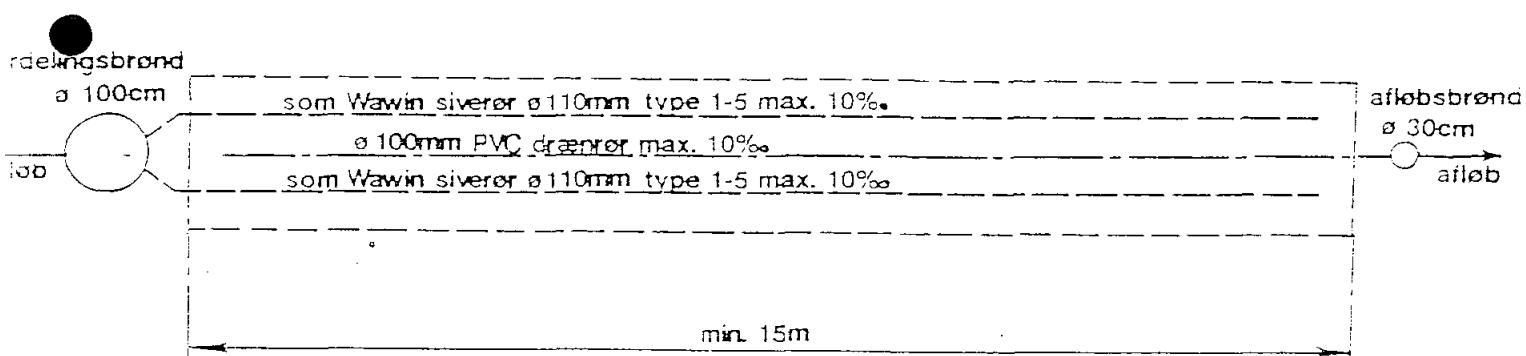 rdelingsbrønd
ø 100cm
som Wawin siverør ø110mm type 1-5 max. 10‰
afløbsbrønd
ø 30cm
ø 100mm PVC drænrør max. 10‰
løb
som Wawin siverør ø110mm type 1-5 max. 10‰
afløb
min. 15m